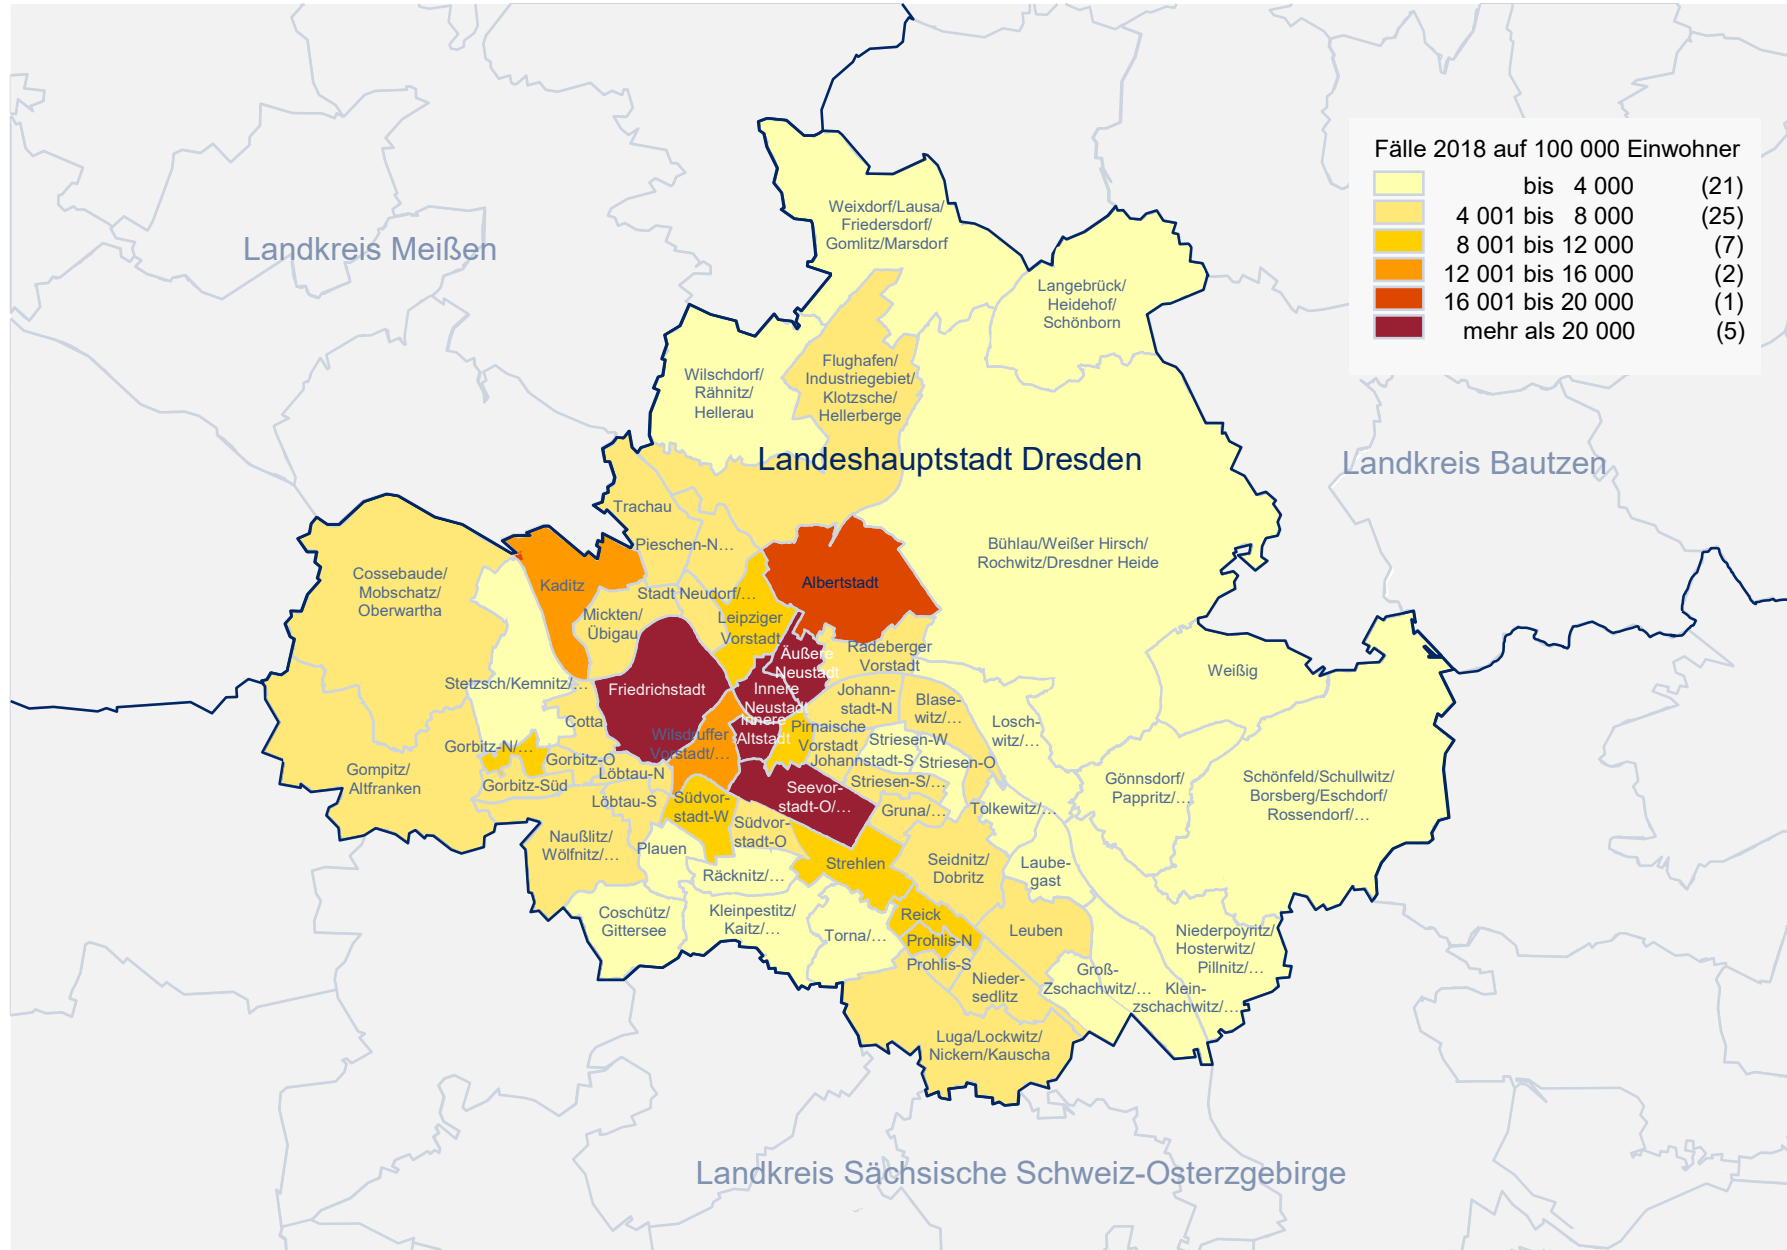 Fälle 2018 auf 100 000 Einwohner
bis 4 000 (21)
4 001 bis 8 000 (25)
8 001 bis 12 000 (7)
12 001 bis 16 000 (2)
16 001 bis 20 000 (1)
mehr als 20 000 (5)
Landkreis Meißen
Landeshauptstadt Dresden
Landkreis Bautzen
Landkreis Sächsische Schweiz-Osterzgebirge
Weixdorf/Lausa/
Friedersdorf/
Gomlitz/Marsdorf
Langebrück/
Heidehof/
Schönborn
Wilschdorf/
Rähnitz/
Hellerau
Flughafen/
Industriegebiet/
Klotzsche/
Hellerberge
Trachau
Pieschen-N…
Bühlau/Weißer Hirsch/
Rochwitz/Dresdner Heide
Cossebaude/
Mobschatz/
Oberwartha
Kaditz
Albertstadt
Stadt Neudorf/…
Mickten/
Übigau
Leipziger
Vorstadt
Äußere
Neustadt
Radeberger
Vorstadt
Weißig
Stetzsch/Kemnitz/…
Friedrichstadt
Innere
Neustadt
Johann-
stadt-N
Blase-
witz/…
Losch-
witz/…
Cotta
Wilsdruffer
Vorstadt/…
Innere
Altstadt
Pirnaische
Vorstadt
Striesen-W
Johannstadt-S
Striesen-O
Gorbitz-N/…
Gorbitz-O
Gompitz/
Altfranken
Gorbitz-Süd
Löbtau-N
Löbtau-S
Südvor-
stadt-W
Seevor-
stadt-O/…
Striesen-S/…
Gruna/…
Tolkewitz/…
Gönnsdorf/
Pappritz/…
Schönfeld/Schullwitz/
Borsberg/Eschdorf/
Rossendorf/…
Naußlitz/
Wölfnitz/…
Plauen
Südvor-
stadt-O
Räcknitz/…
Strehlen
Seidnitz/
Dobritz
Laube-
gast
Coschütz/
Gittersee
Kleinpestitz/
Kaitz/…
Torna/…
Reick
Prohlis-N
Prohlis-S
Leuben
Niederpoyritz/
Hosterwitz/
Pillnitz/…
Nieder-
sedlitz
Groß-
Zschachwitz/…
Klein-
zschachwitz/…
Luga/Lockwitz/
Nickern/Kauscha